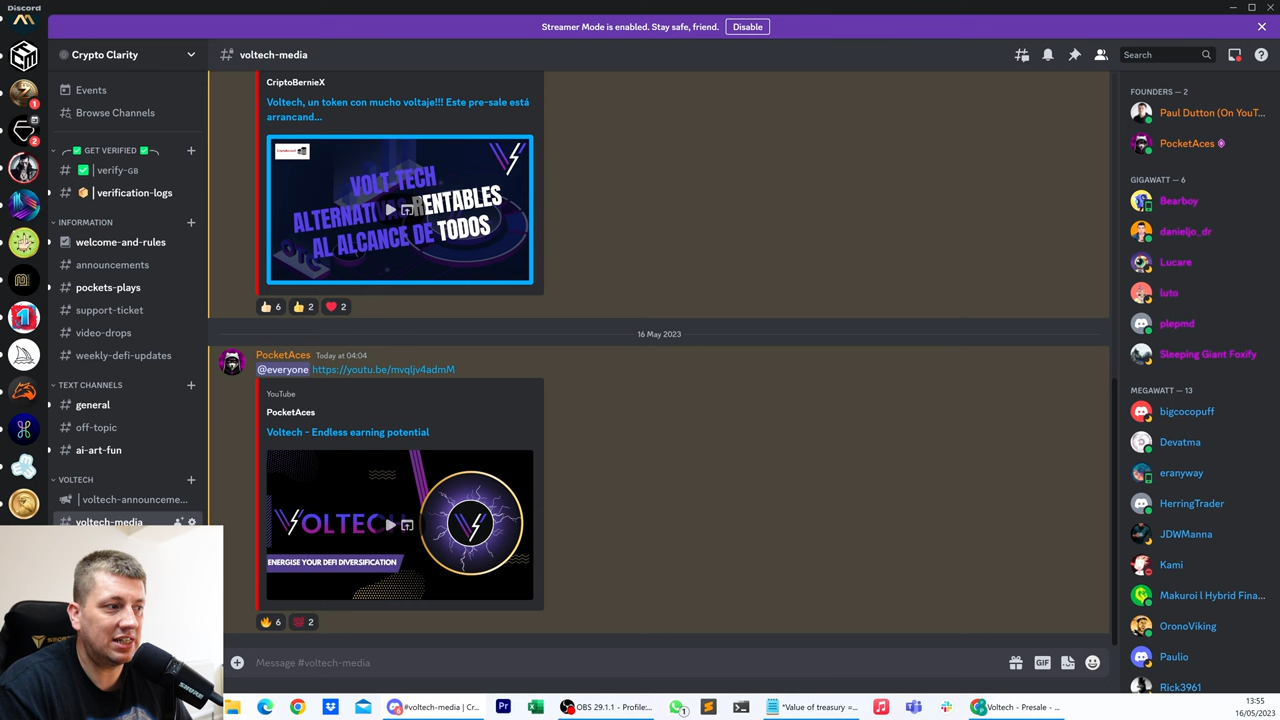 Discord
Streamer Mode is enabled. Stay safe, friend.
Disable
Crypto Clarity
voltech-media
Search
Events
Browse Channels
GET VERIFIED
verify-GB
verification-logs
INFORMATION
welcome-and-rules
announcements
pockets-plays
support-ticket
video-drops
weekly-defi-updates
TEXT CHANNELS
general
off-topic
ai-art-fun
VOLTECH
voltech-announceme...
voltech-media
1
2
CriptoBernieX
Voltech, un token con mucho voltaje!!! Este pre-sale está
arrancand...
VOLT TECH
RENTABLES
AL ALCANCE DE TODOS
6
2
2
16 May 2023
PocketAces Today at 04:04
@everyone https://youtu.be/mvqljv4admM
YouTube
PocketAces
Voltech - Endless earning potential
VOLTECH
ENERGISE YOUR DEFI DIVERSIFICATION
6
2
Message #voltech-media
GIF
FOUNDERS — 2
Paul Dutton (On YouT...
PocketAces
GIGAWATT — 6
Bearboy
danieljo_dr
Lucare
luto
plepmd
Sleeping Giant Foxify
MEGAWATT — 13
bigcocopuff
Devatma
eranyway
HerringTrader
JDWManna
Kami
Makuroi l Hybrid Fina...
OronoViking
Paulio
Rick3961
SHURE
#voltech-media | Cr...
Pr
OBS 29.1.1 - Profile:...
1
*Value of treasury =...
Voltech - Presale - ...
13:55
16/05/2023